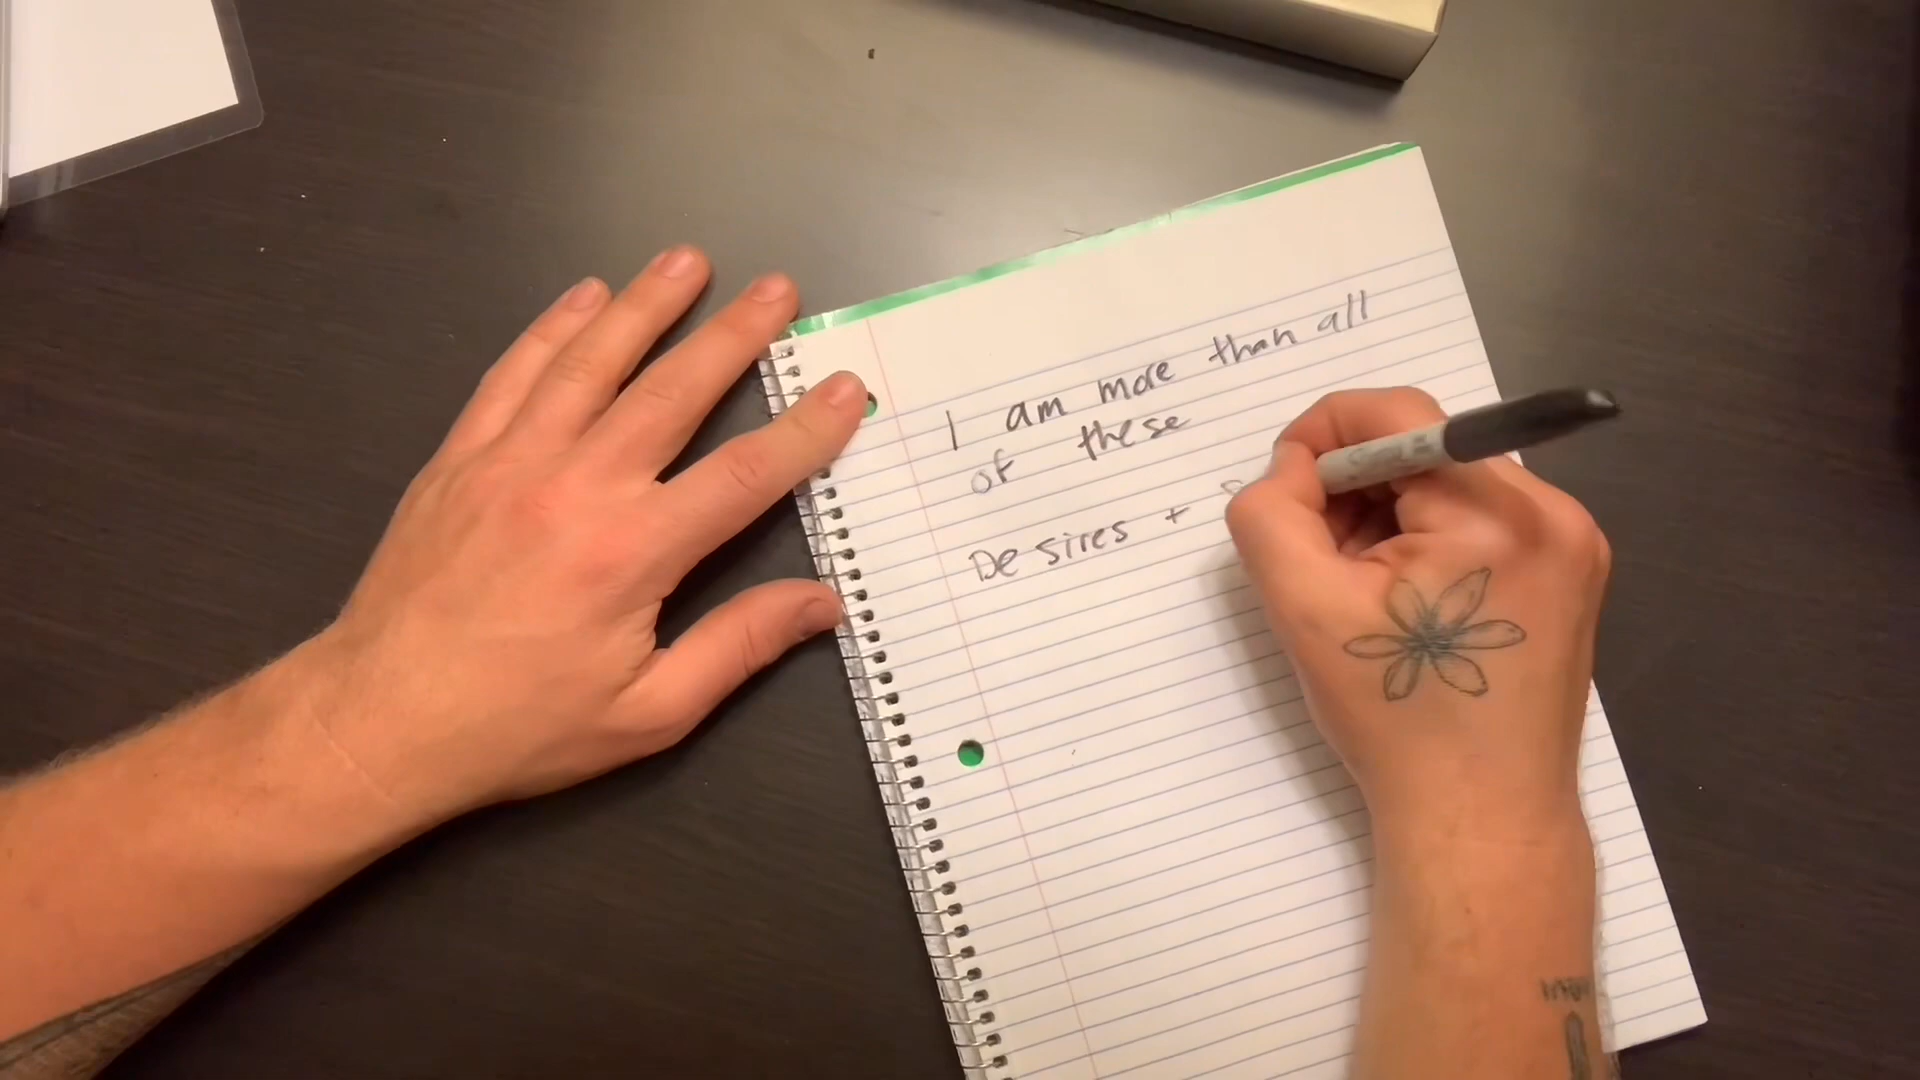 I am more than all
of these
Desires +